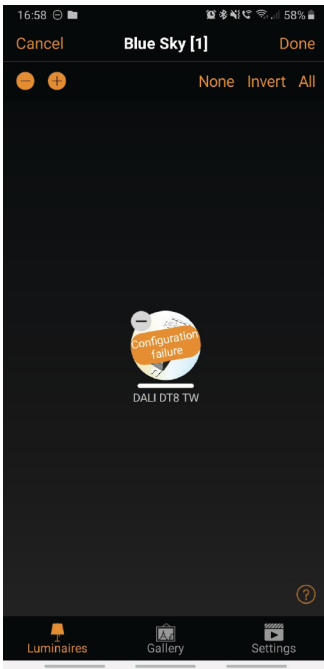 16:58 58%
Cancel Blue Sky [1] Done
None Invert All
Configuration
failure
DALI DT8 TW
?
Luminaires Gallery Settings